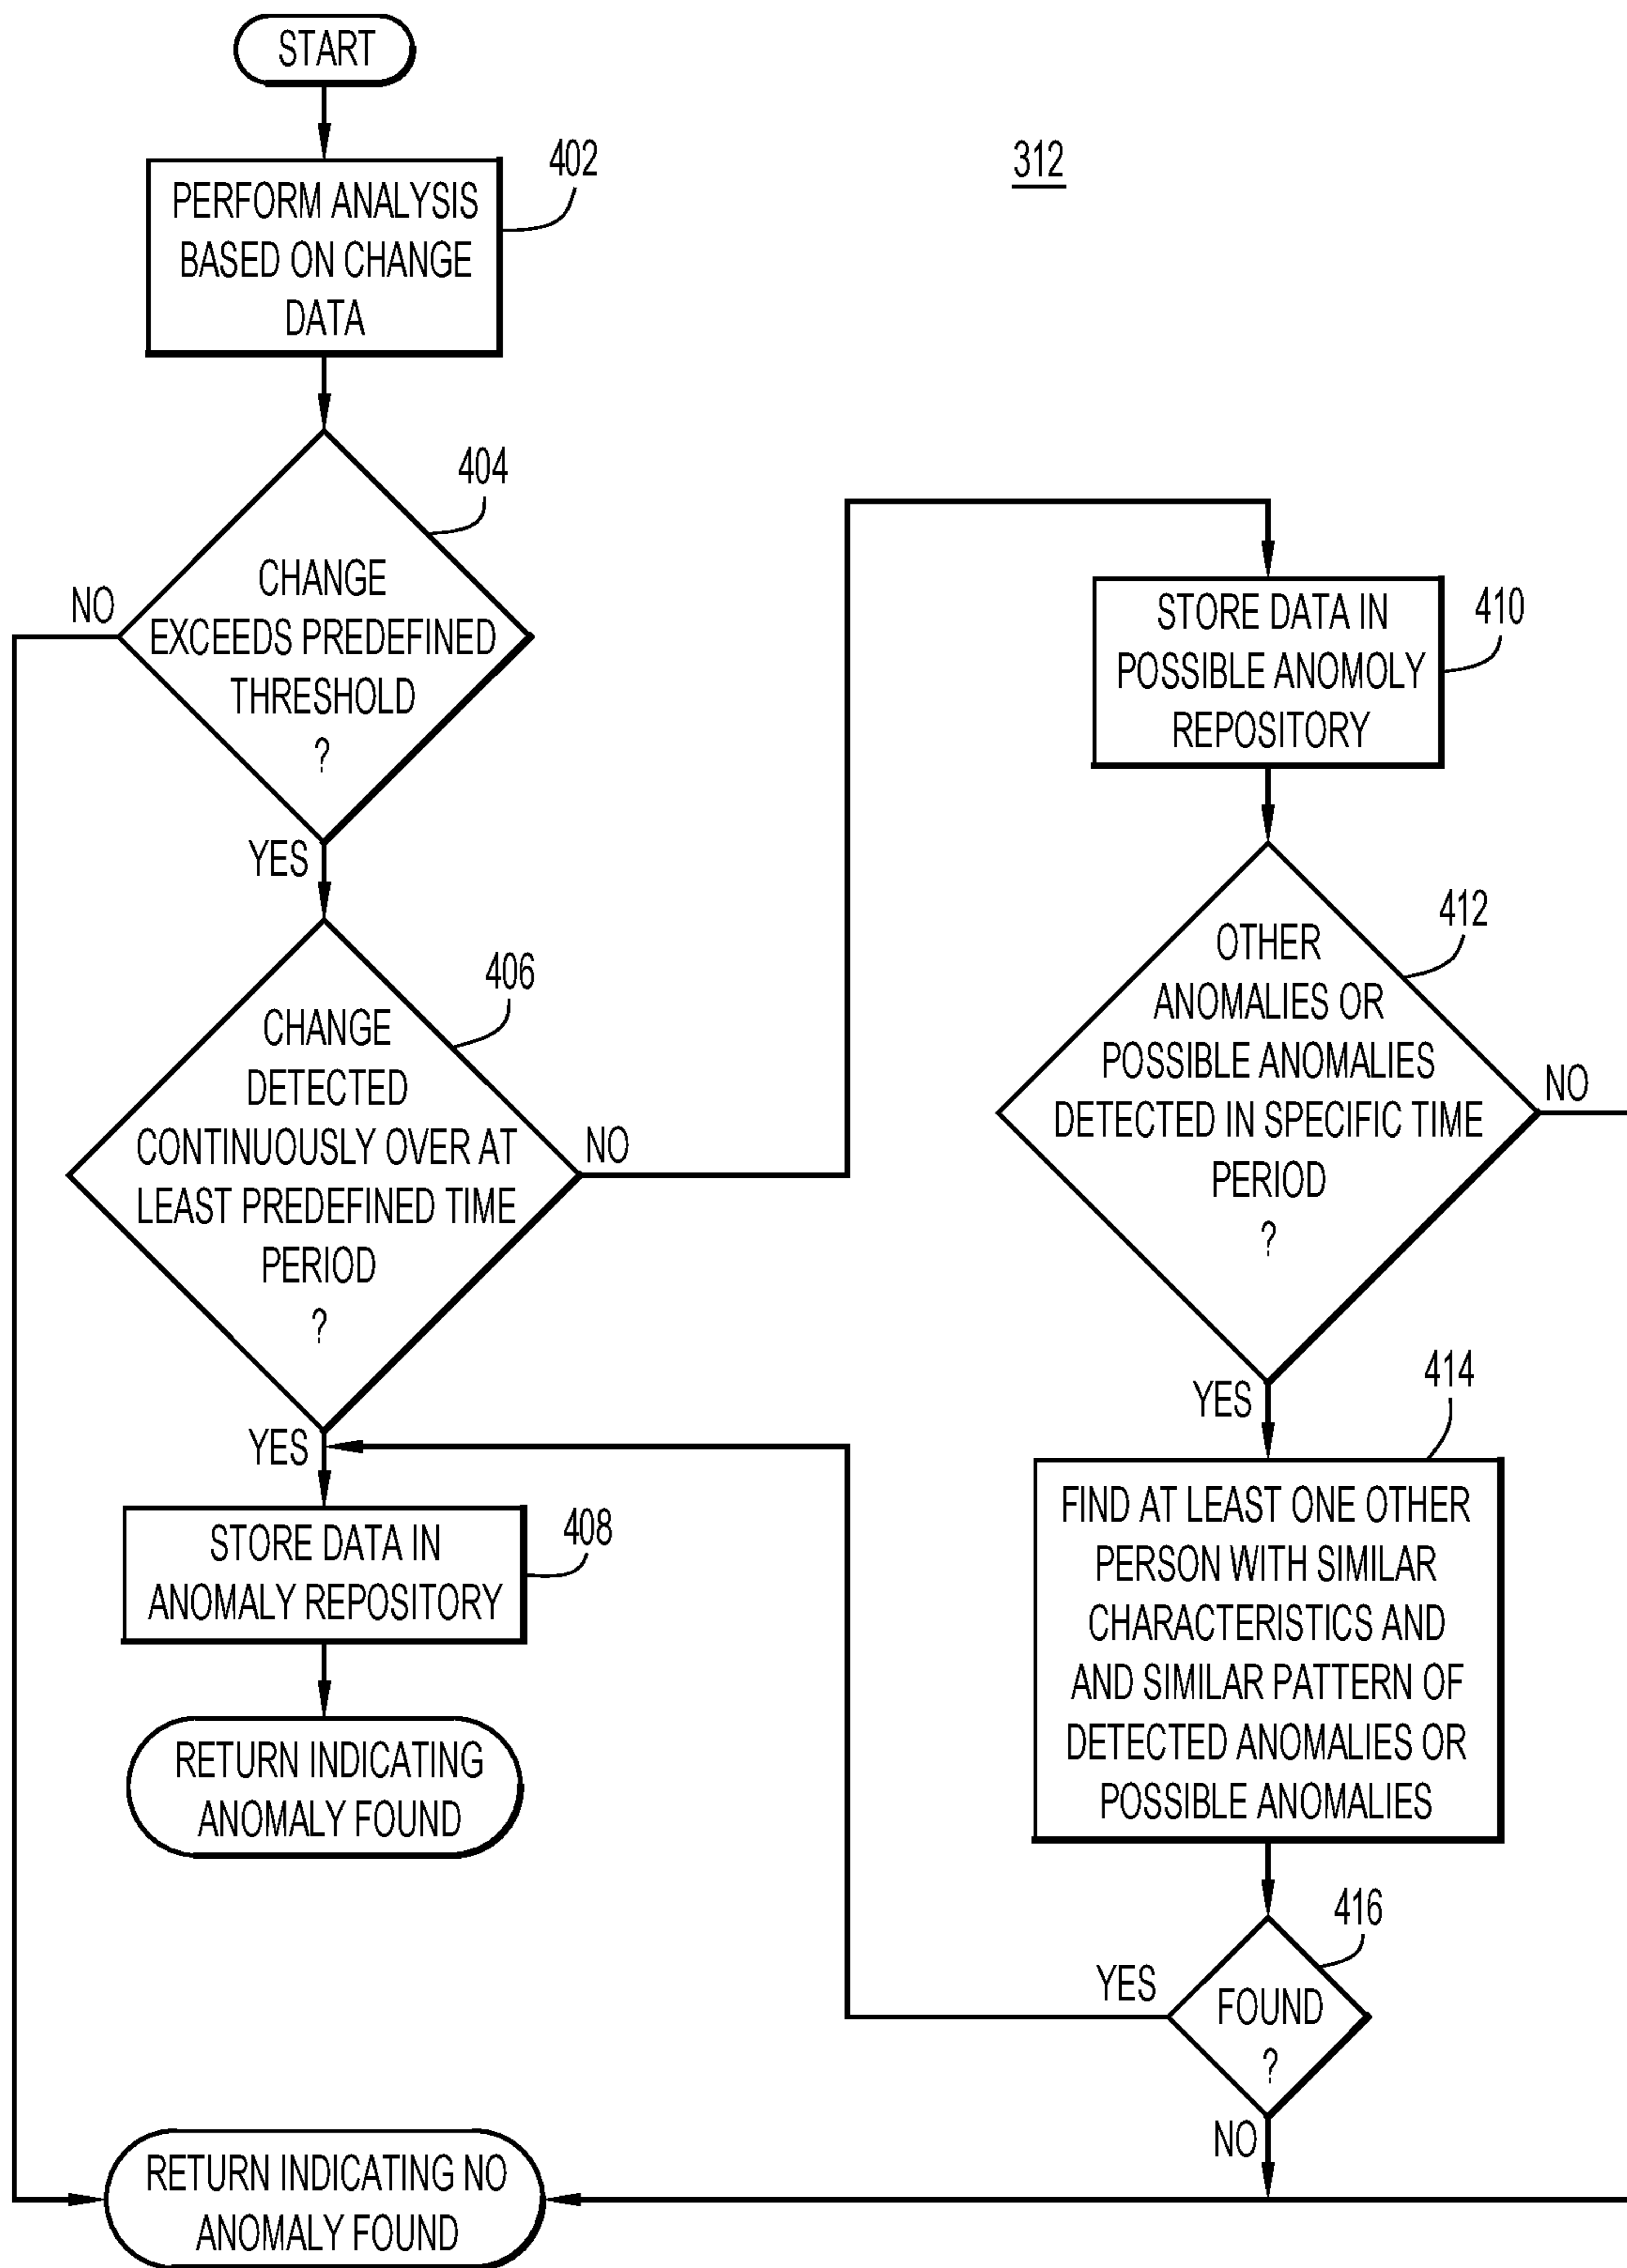 START
402
PERFORM ANALYSIS
BASED ON CHANGE
DATA
312
404
CHANGE
EXCEEDS PREDEFINED
THRESHOLD
?
NO
YES
406
CHANGE
DETECTED
CONTINUOUSLY OVER AT
LEAST PREDEFINED TIME
PERIOD
?
NO
YES
STORE DATA IN
ANOMALY REPOSITORY
408
RETURN INDICATING
ANOMALY FOUND
STORE DATA IN
POSSIBLE ANOMOLY
REPOSITORY
410
412
OTHER
ANOMALIES OR
POSSIBLE ANOMALIES
DETECTED IN SPECIFIC TIME
PERIOD
?
NO
YES
414
FIND AT LEAST ONE OTHER
PERSON WITH SIMILAR
CHARACTERISTICS AND
AND SIMILAR PATTERN OF
DETECTED ANOMALIES OR
POSSIBLE ANOMALIES
416
FOUND
?
YES
NO
RETURN INDICATING NO
ANOMALY FOUND